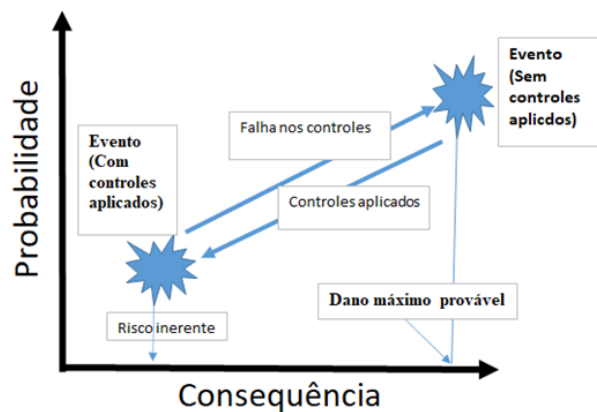 Probabilidade
Evento
(Sem
controles
aplicdos)
Falha nos controles
Evento
(Com
controles
aplicados)
Controles aplicados
Dano máximo provável
Risco inerente
Consequência